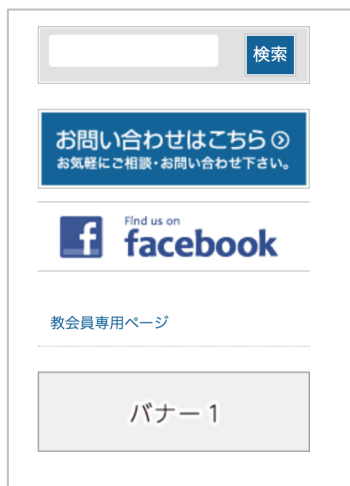 検索
お問い合わせはこちら
お気軽にご相談・お問い合わせ下さい。
Find us on
facebook
教会員専用ページ
バナー1